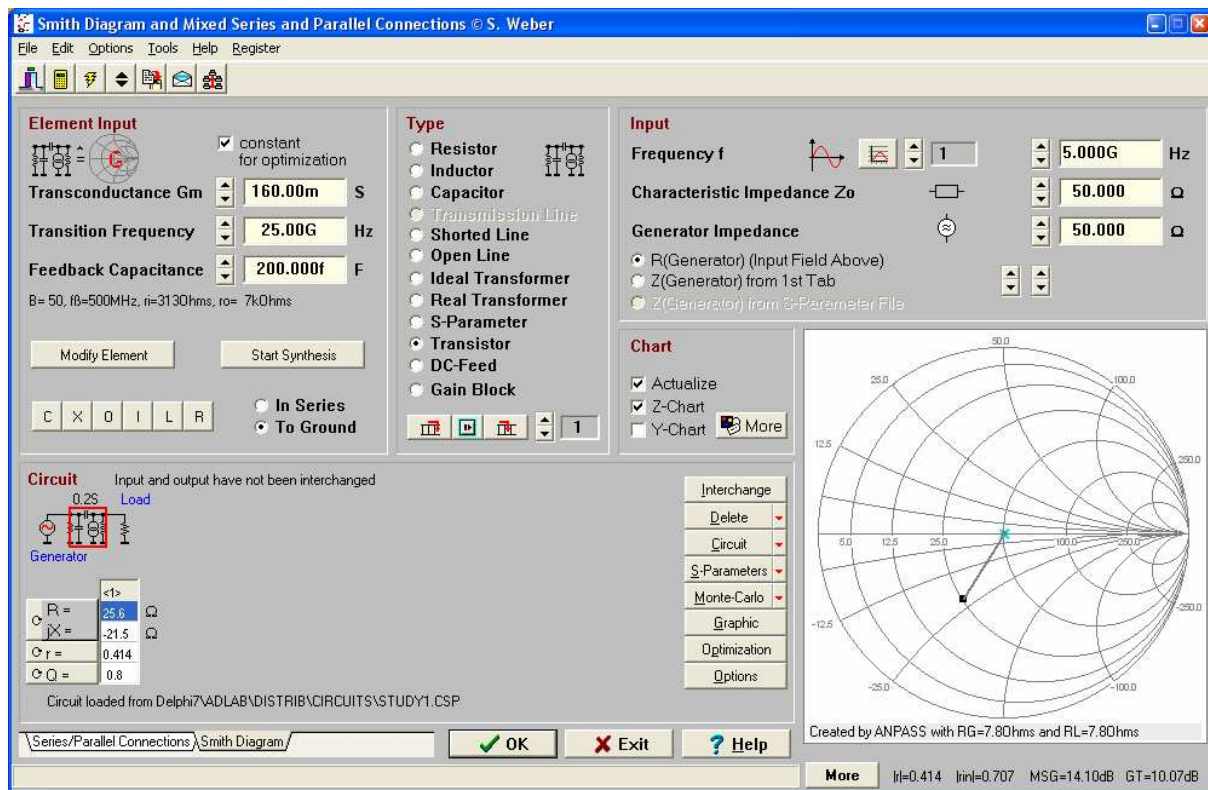 Smith Diagram and Mixed Series and Parallel Connections © S. Weber
File Edit Options Tools Help Register
Element Input
constant
for optimization
Transconductance Gm 160.00m S
Transition Frequency 25.00G Hz
Feedback Capacitance 200.000f F
B= 50, fß=500MHz, ri=313Ohms, ro= 7kOhms
Modify Element Start Synthesis
C X O I L R
In Series
To Ground
Type
Resistor
Inductor
Capacitor
Transmission Line
Shorted Line
Open Line
Ideal Transformer
Real Transformer
S-Parameter
Transistor
DC-Feed
Gain Block
1
Input
Frequency f 1 5.000G Hz
Characteristic Impedance Zo 50.000 Ω
Generator Impedance 50.000 Ω
R(Generator) (Input Field Above)
Z(Generator) from 1st Tab
Z(Generator) from S-Parameter File
Chart
Actualize
Z-Chart
Y-Chart More
50.0
25.0 100.0
12.5 250.0
5.0 12.5 25.0 100.0 250.0
-12.5 -250.0
-25.0 -100.0
Created by ANPASS with RG=7.8Ohms and RL=7.8Ohms
Circuit Input and output have not been interchanged
0.2S Load
Generator
<1>
R = 25.6 Ω
jX = -21.5 Ω
r = 0.414
Q = 0.8
Circuit loaded from Delphi7\ADLAB\DISTRIB\CIRCUITS\STUDY1.CSP
Interchange
Delete
Circuit
S-Parameters
Monte-Carlo
Graphic
Optimization
Options
Series/Parallel Connections Smith Diagram
OK Exit Help
More |r|=0.414 |rin|=0.707 MSG=14.10dB GT=10.07dB